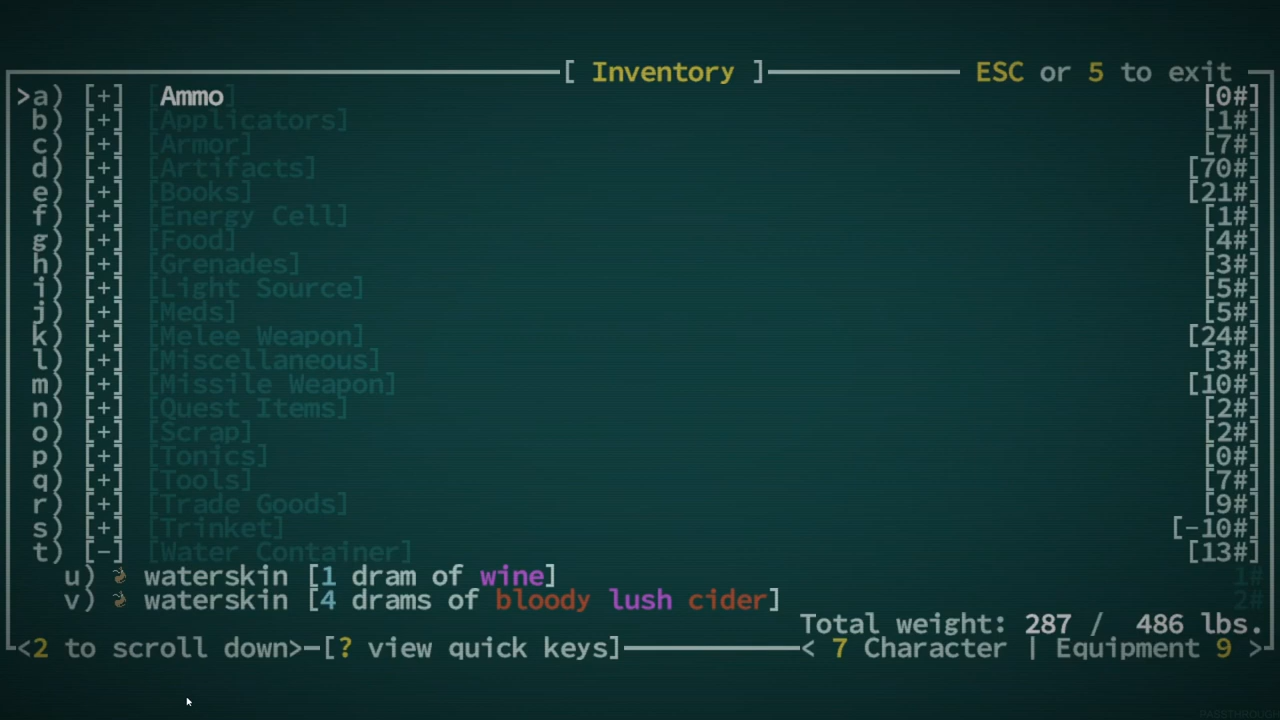 [ Inventory ] ESC or 5 to exit
>a) [+] [Ammo] [0#]
b) [+] [Applicators] [1#]
c) [+] [Armor] [7#]
d) [+] [Artifacts] [70#]
e) [+] [Books] [21#]
f) [+] [Energy Cell] [1#]
g) [+] [Food] [4#]
h) [+] [Grenades] [3#]
i) [+] [Light Source] [5#]
j) [+] [Meds] [5#]
k) [+] [Melee Weapon] [24#]
l) [+] [Miscellaneous] [3#]
m) [+] [Missile Weapon] [10#]
n) [+] [Quest Items] [2#]
o) [+] [Scrap] [2#]
p) [+] [Tonics] [0#]
q) [+] [Tools] [7#]
r) [+] [Trade Goods] [9#]
s) [+] [Trinket] [-10#]
t) [-] [Water Container] [13#]
u) waterskin [1 dram of wine] 1#
v) waterskin [4 drams of bloody lush cider] 2#
Total weight: 287 / 486 lbs.
<2 to scroll down> [? view quick keys] < 7 Character | Equipment 9 >